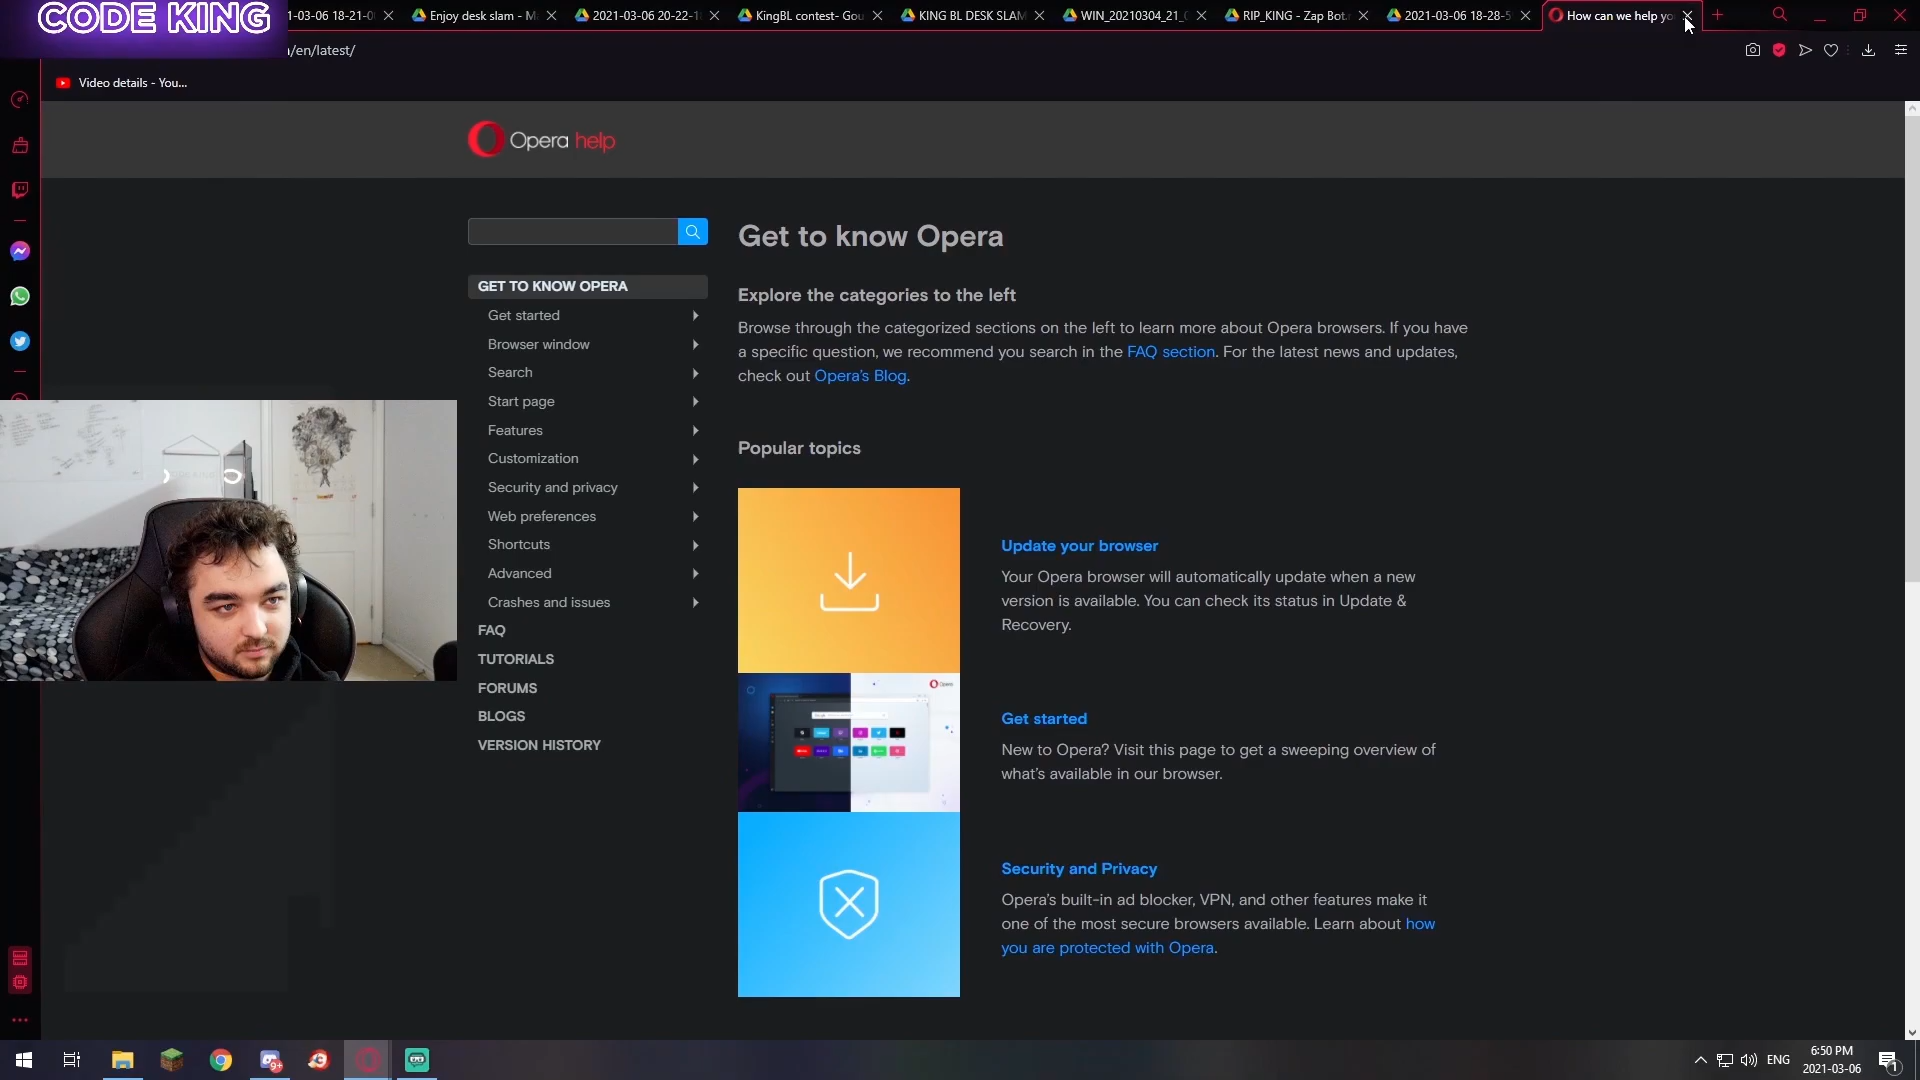 CODE KING
1-03-06 18-21-0
Enjoy desk slam - M
2021-03-06 20-22-1
KingBL contest- Gou
KING BL DESK SLAM
WIN_20210304_21_
RIP_KING - Zap Bot.
2021-03-06 18-28-5
How can we help yo
/en/latest/
Video details - You...
Opera help
Get to know Opera
GET TO KNOW OPERA
Get started
Browser window
Search
Start page
Features
Customization
Security and privacy
Web preferences
Shortcuts
Advanced
Crashes and issues
FAQ
TUTORIALS
FORUMS
BLOGS
VERSION HISTORY
Explore the categories to the left
Browse through the categorized sections on the left to learn more about Opera browsers. If you have
a specific question, we recommend you search in the FAQ section. For the latest news and updates,
check out Opera's Blog.
Popular topics
Update your browser
Your Opera browser will automatically update when a new
version is available. You can check its status in Update &
Recovery.
Opera
Get started
New to Opera? Visit this page to get a sweeping overview of
what's available in our browser.
Security and Privacy
Opera's built-in ad blocker, VPN, and other features make it
one of the most secure browsers available. Learn about how
you are protected with Opera.
9+
ENG
6:50 PM
2021-03-06
1